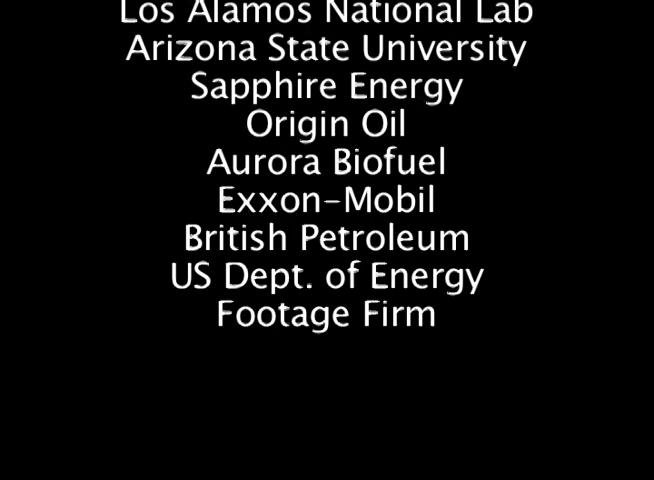 Los Alamos National Lab
Arizona State University
Sapphire Energy
Origin Oil
Aurora Biofuel
Exxon-Mobil
British Petroleum
US Dept. of Energy
Footage Firm